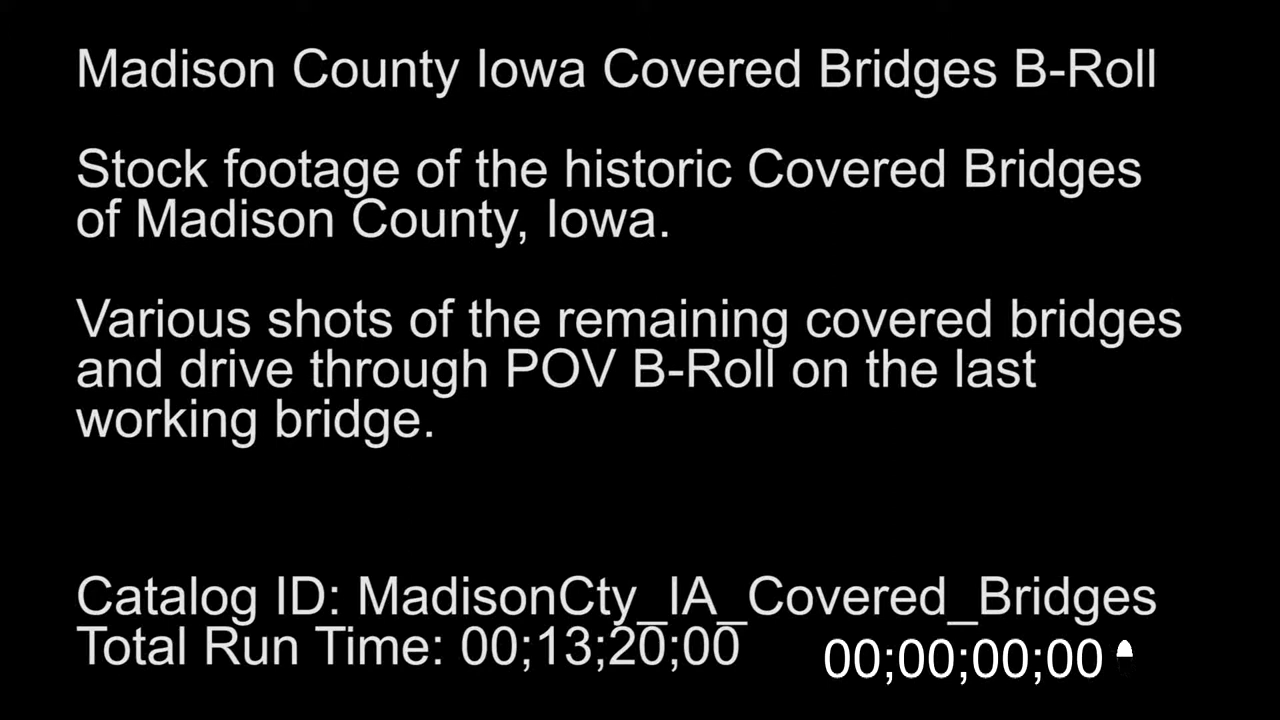 Madison County Iowa Covered Bridges B-Roll
Stock footage of the historic Covered Bridges
of Madison County, Iowa.
Various shots of the remaining covered bridges
and drive through POV B-Roll on the last
working bridge.
Catalog ID: MadisonCty_IA_Covered_Bridges
Total Run Time: 00;13;20;00
00;00;00;00